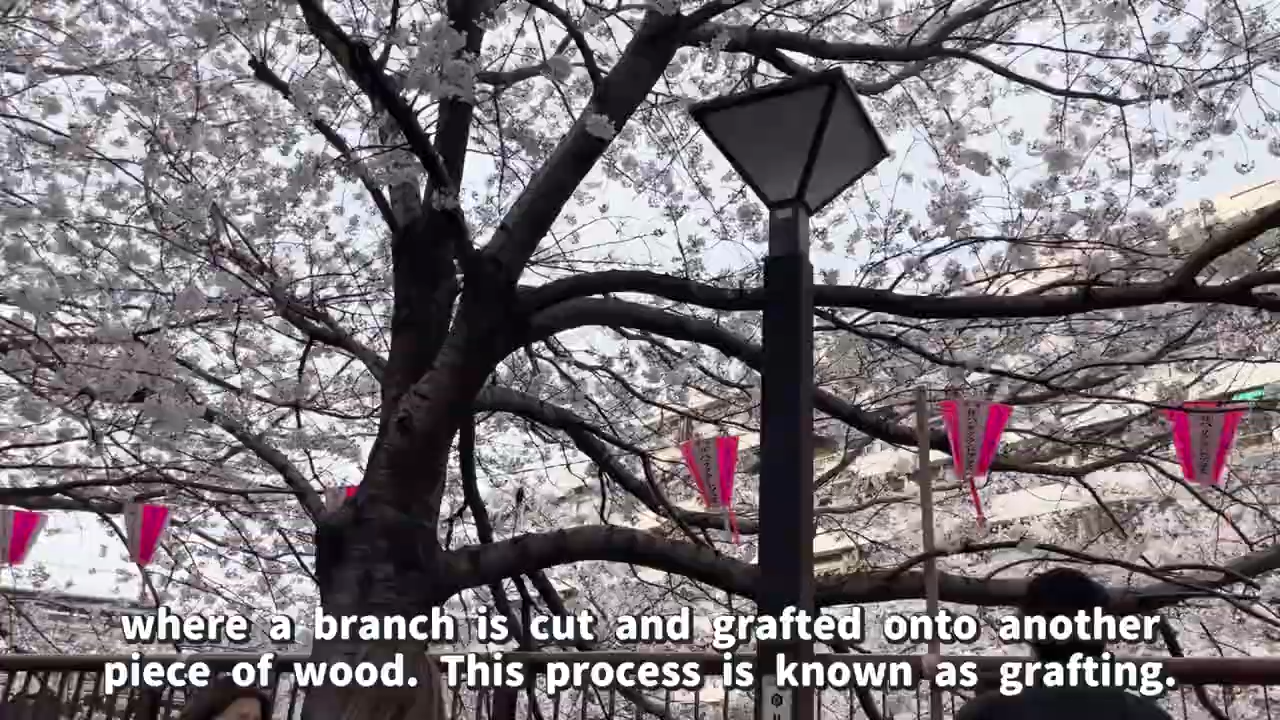 where a branch is cut and grafted onto another
piece of wood. This process is known as grafting.